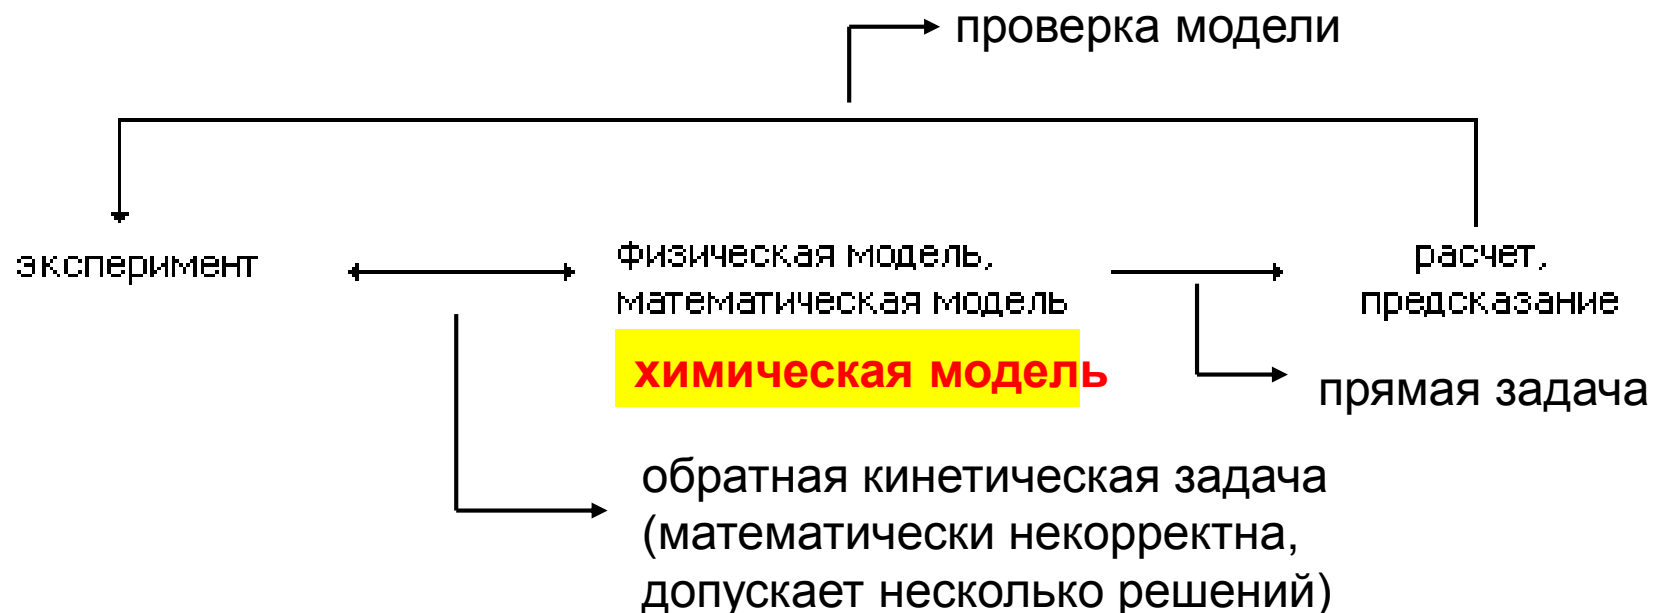 проверка модели
эксперимент
физическая модель,
математическая модель
химическая модель
расчет,
предсказание
прямая задача
обратная кинетическая задача
(математически некорректна,
допускает несколько решений)